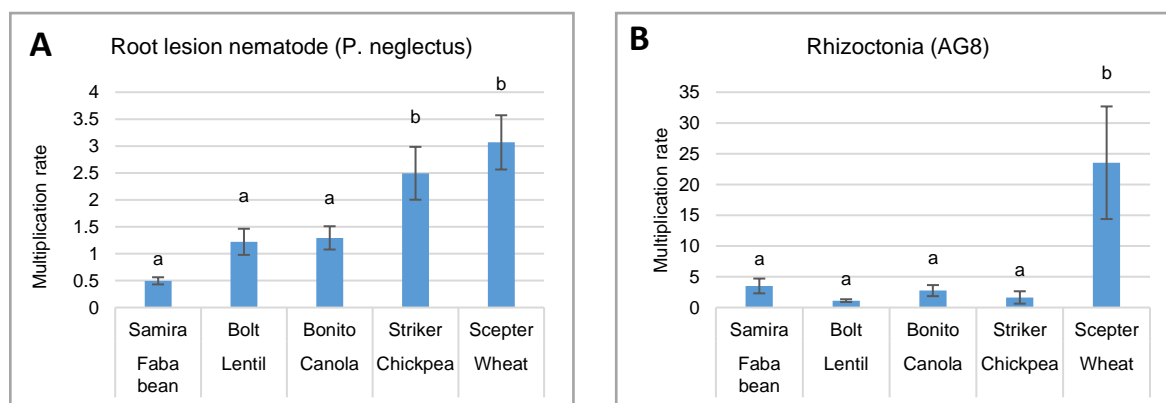 A
Root lesion nematode (P. neglectus)
Multiplication rate
4
3.5
3
2.5
2
1.5
1
0.5
0
a
a
a
b
b
Samira Bolt Bonito Striker Scepter
Faba bean Lentil Canola Chickpea Wheat
B
Rhizoctonia (AG8)
Multiplication rate
35
30
25
20
15
10
5
0
a
a
a
a
b
Samira Bolt Bonito Striker Scepter
Faba bean Lentil Canola Chickpea Wheat